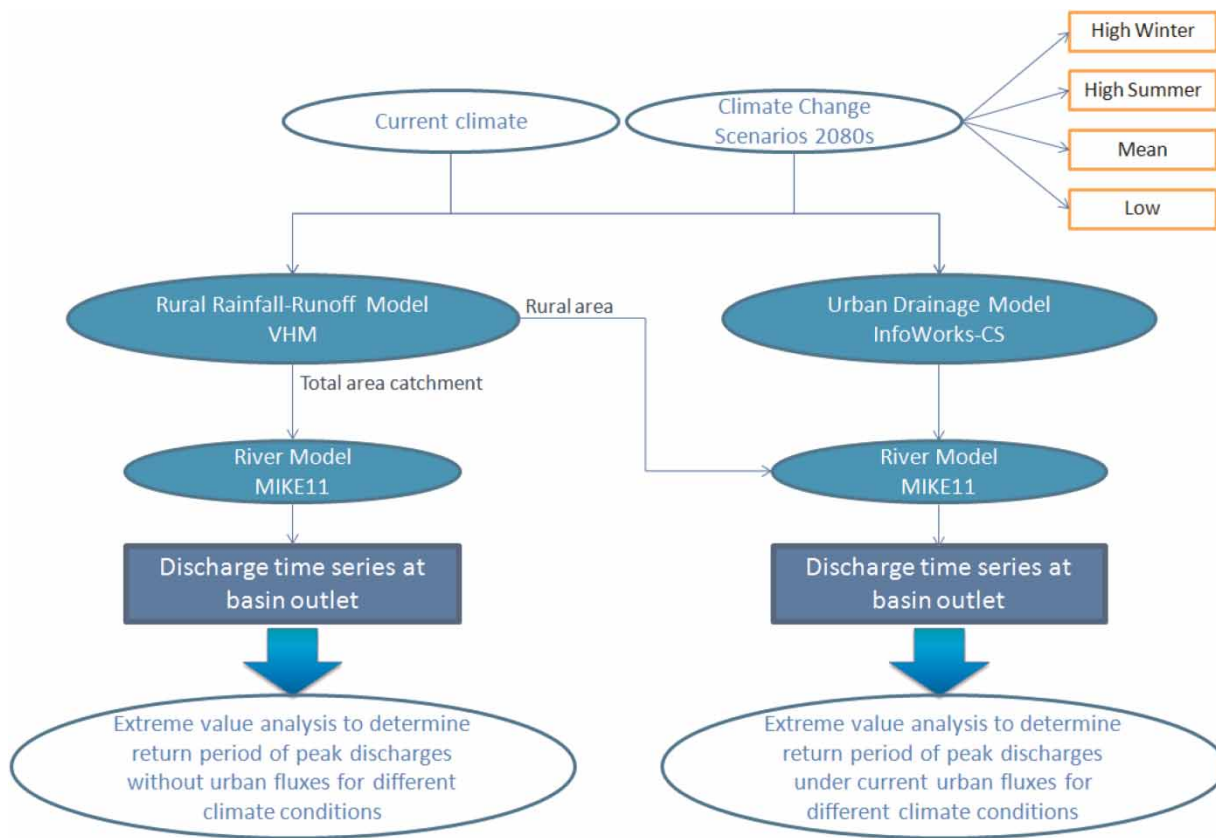 High Winter
High Summer
Mean
Low
Current climate
Climate Change
Scenarios 2080s
Rural Rainfall-Runoff Model
VHM
Rural area
Urban Drainage Model
InfoWorks-CS
Total area catchment
River Model
MIKE11
River Model
MIKE11
Discharge time series at
basin outlet
Discharge time series at
basin outlet
Extreme value analysis to determine
return period of peak discharges
without urban fluxes for different
climate conditions
Extreme value analysis to determine
return period of peak discharges
under current urban fluxes for
different climate conditions